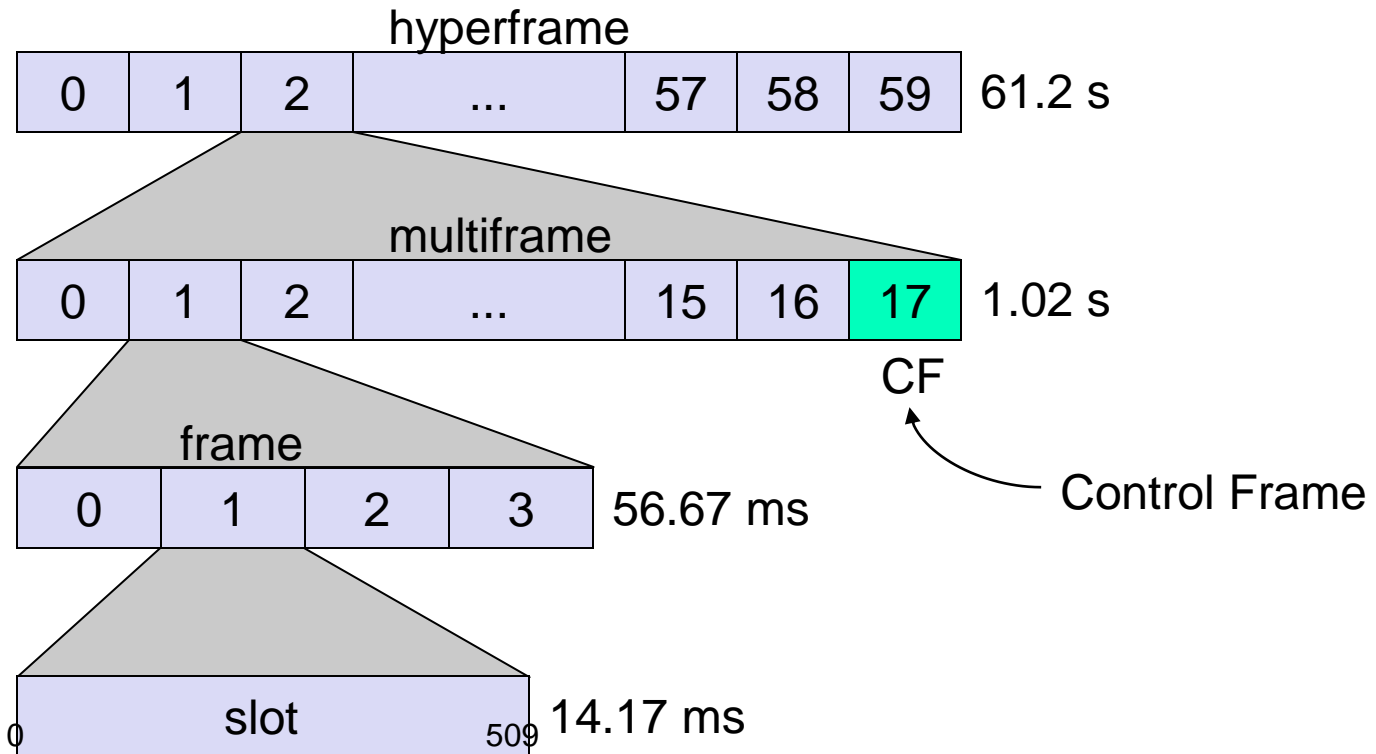 hyperframe
0 1 2 ... 57 58 59 61.2 s
multiframe
0 1 2 ... 15 16 17 1.02 s
CF
frame
0 1 2 3 56.67 ms
Control Frame
slot 14.17 ms
0 509